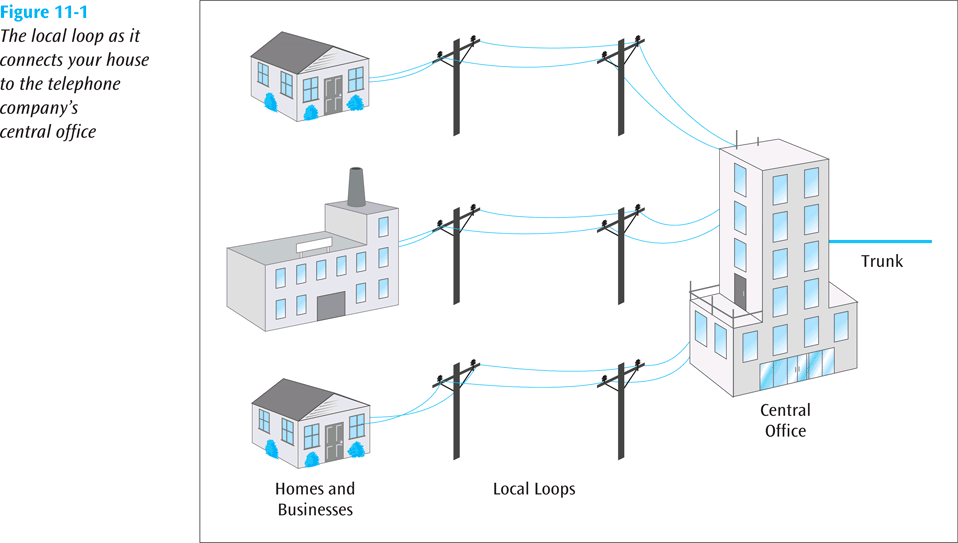 Figure 11-1
The local loop as it
connects your house
to the telephone
company's
central office
Trunk
Central
Office
Homes and
Businesses
Local Loops